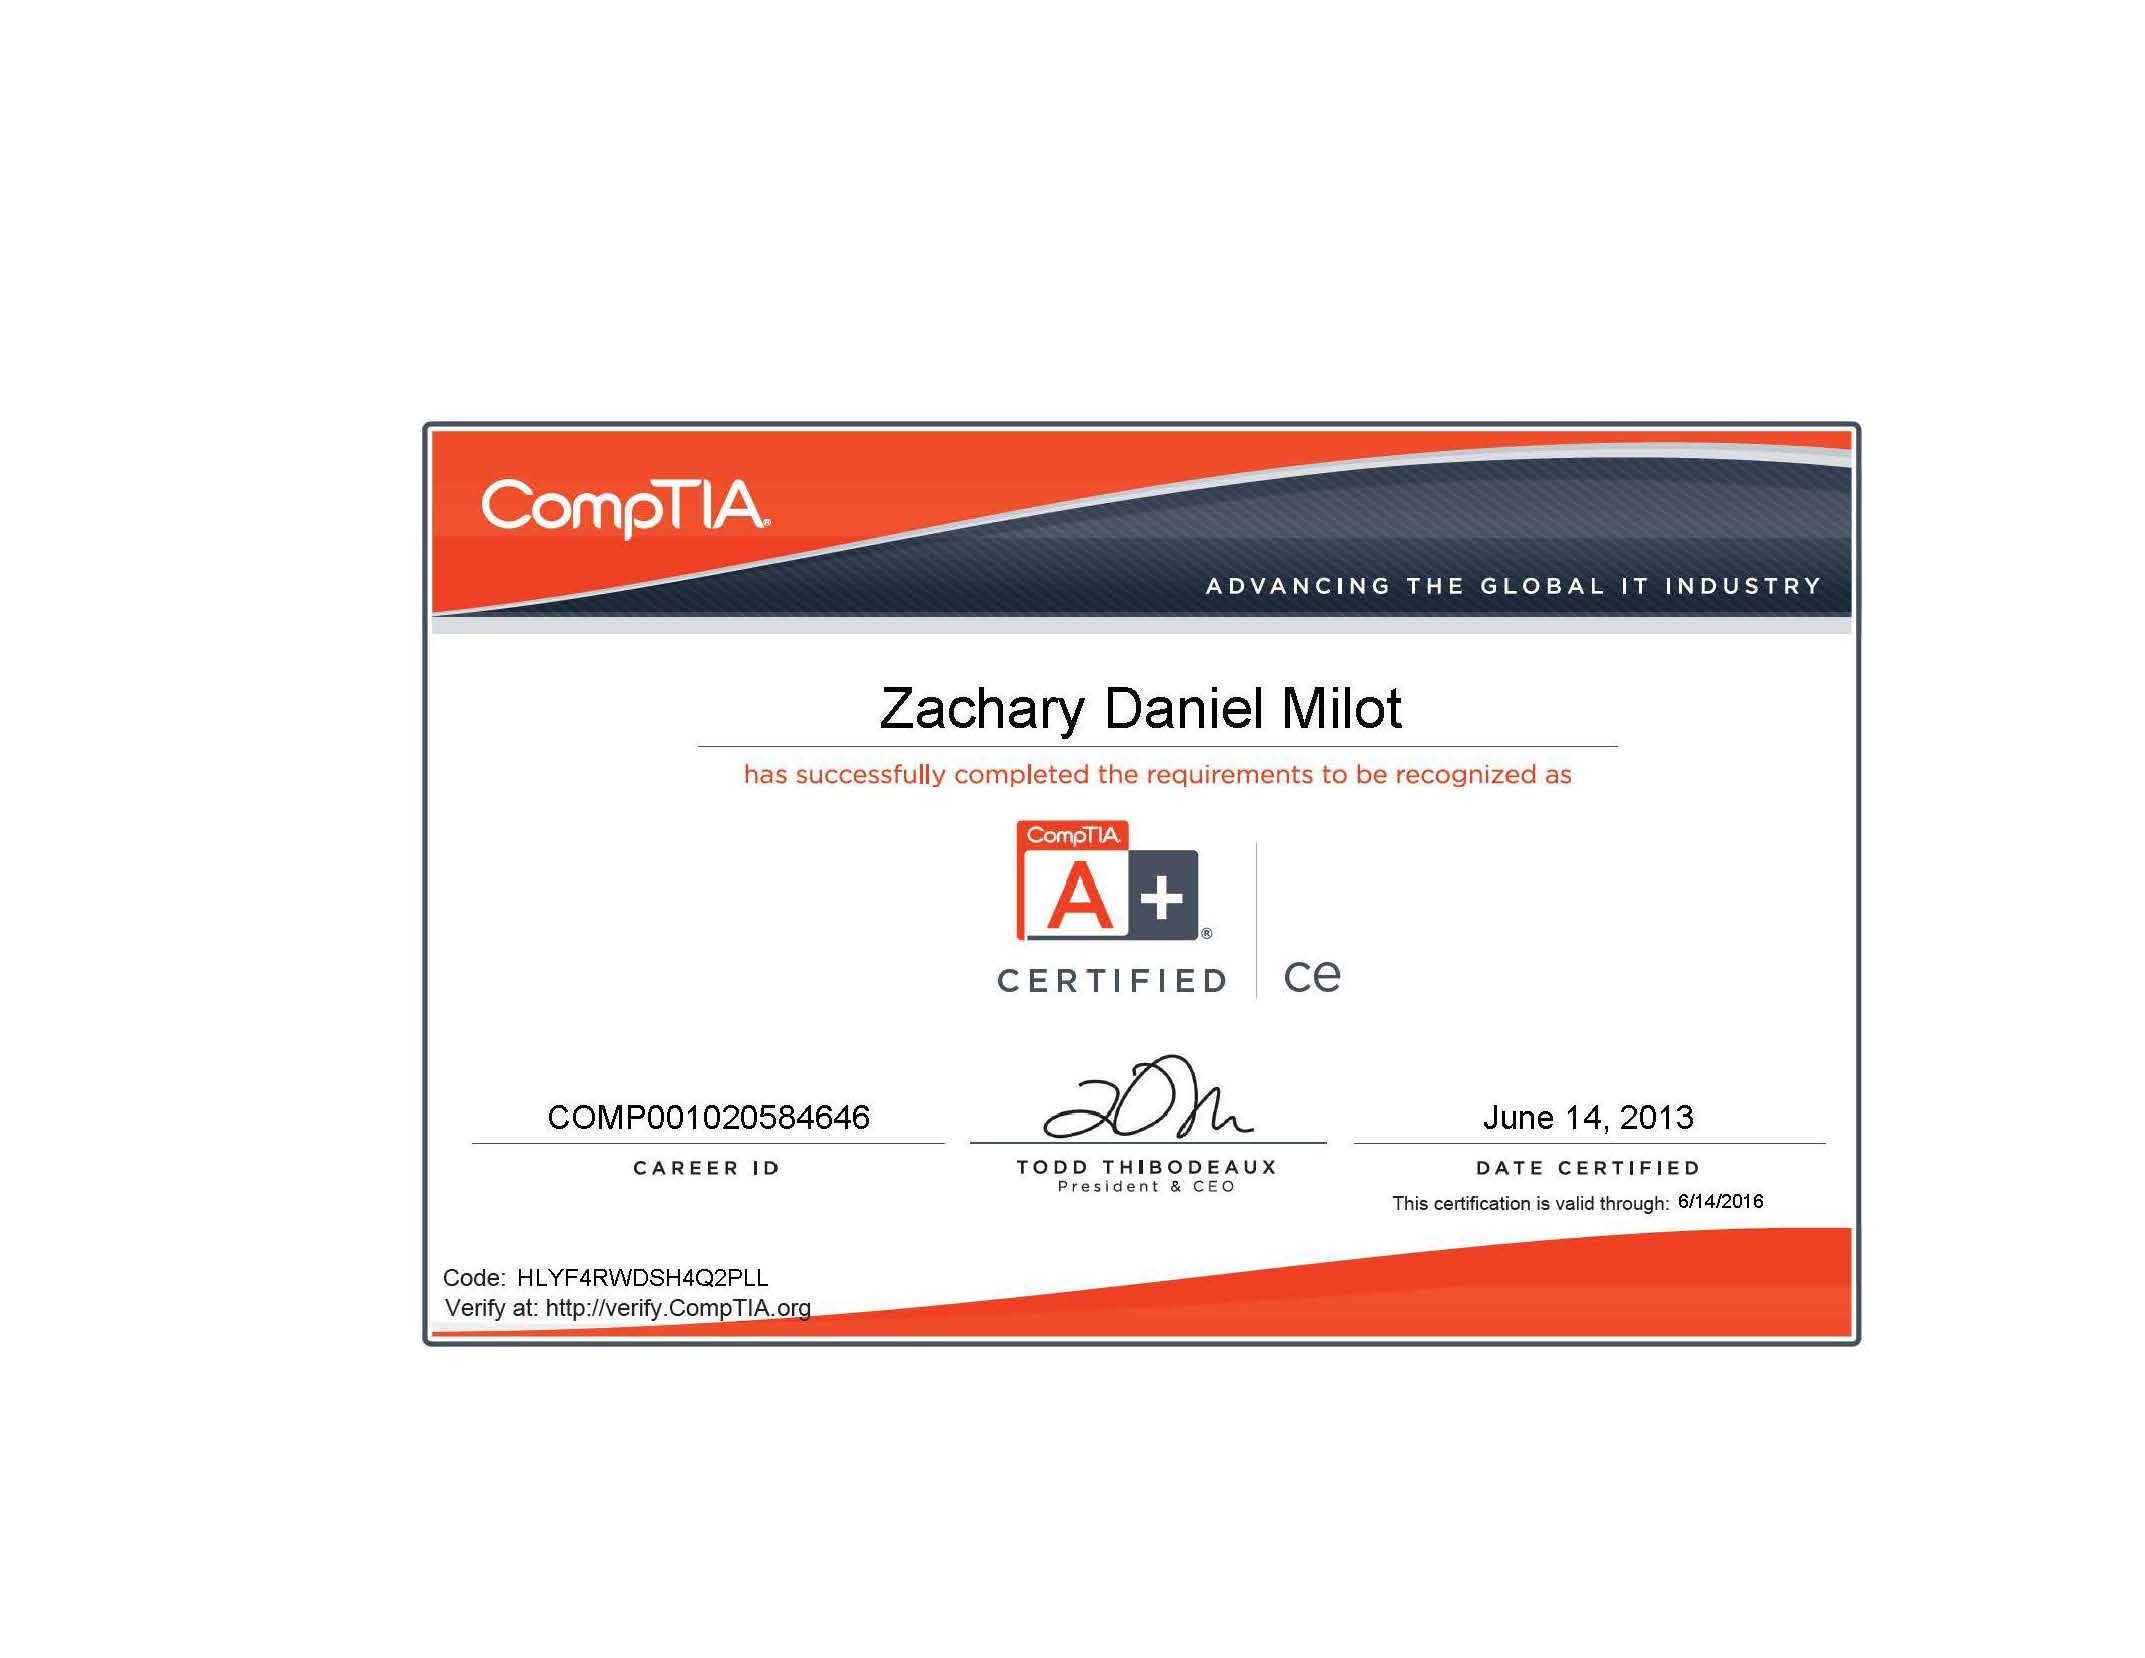 CompTIA®
ADVANCING THE GLOBAL IT INDUSTRY
Zachary Daniel Milot
has successfully completed the requirements to be recognized as
CompTIA
A+®
CERTIFIED ce
COMP001020584646
CAREER ID
TODD THIBODEAUX
President & CEO
June 14, 2013
DATE CERTIFIED
This certification is valid through: 6/14/2016
Code: HLYF4RWDSH4Q2PLL
Verify at: http://verify.CompTIA.org